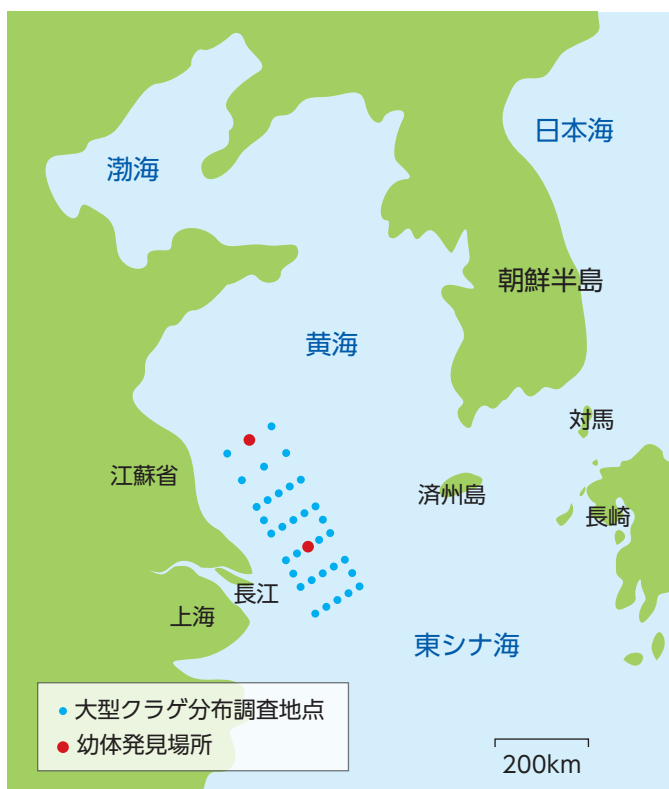 日本海
渤海
朝鮮半島
黄海
対馬
江蘇省
済州島
長崎
長江
上海
東シナ海
大型クラゲ分布調査地点
幼体発見場所
200km